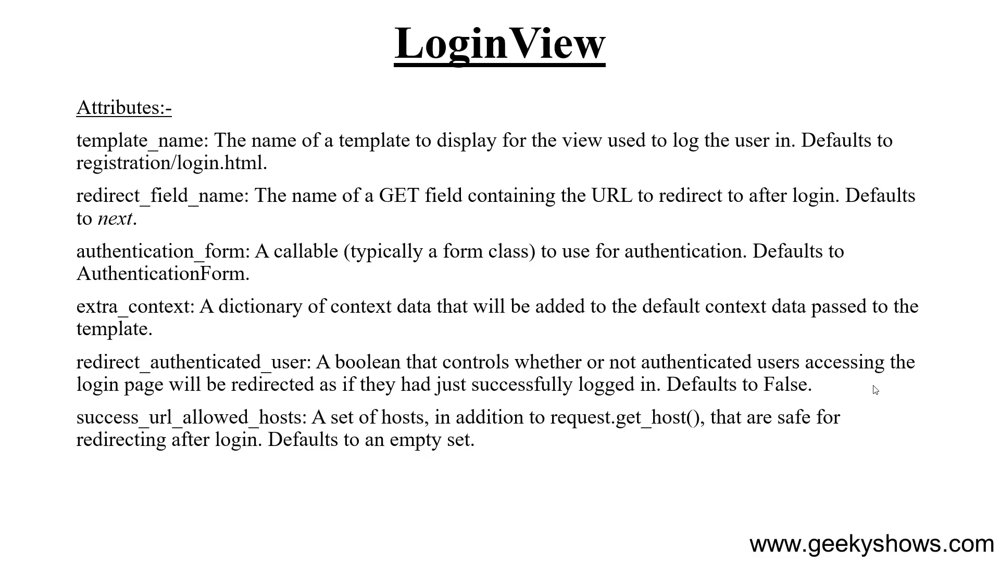 LoginView
Attributes:-
template_name: The name of a template to display for the view used to log the user in. Defaults to
registration/login.html.
redirect_field_name: The name of a GET field containing the URL to redirect to after login. Defaults
to next.
authentication_form: A callable (typically a form class) to use for authentication. Defaults to
AuthenticationForm.
extra_context: A dictionary of context data that will be added to the default context data passed to the
template.
redirect_authenticated_user: A boolean that controls whether or not authenticated users accessing the
login page will be redirected as if they had just successfully logged in. Defaults to False.
success_url_allowed_hosts: A set of hosts, in addition to request.get_host(), that are safe for
redirecting after login. Defaults to an empty set.
www.geekyshows.com